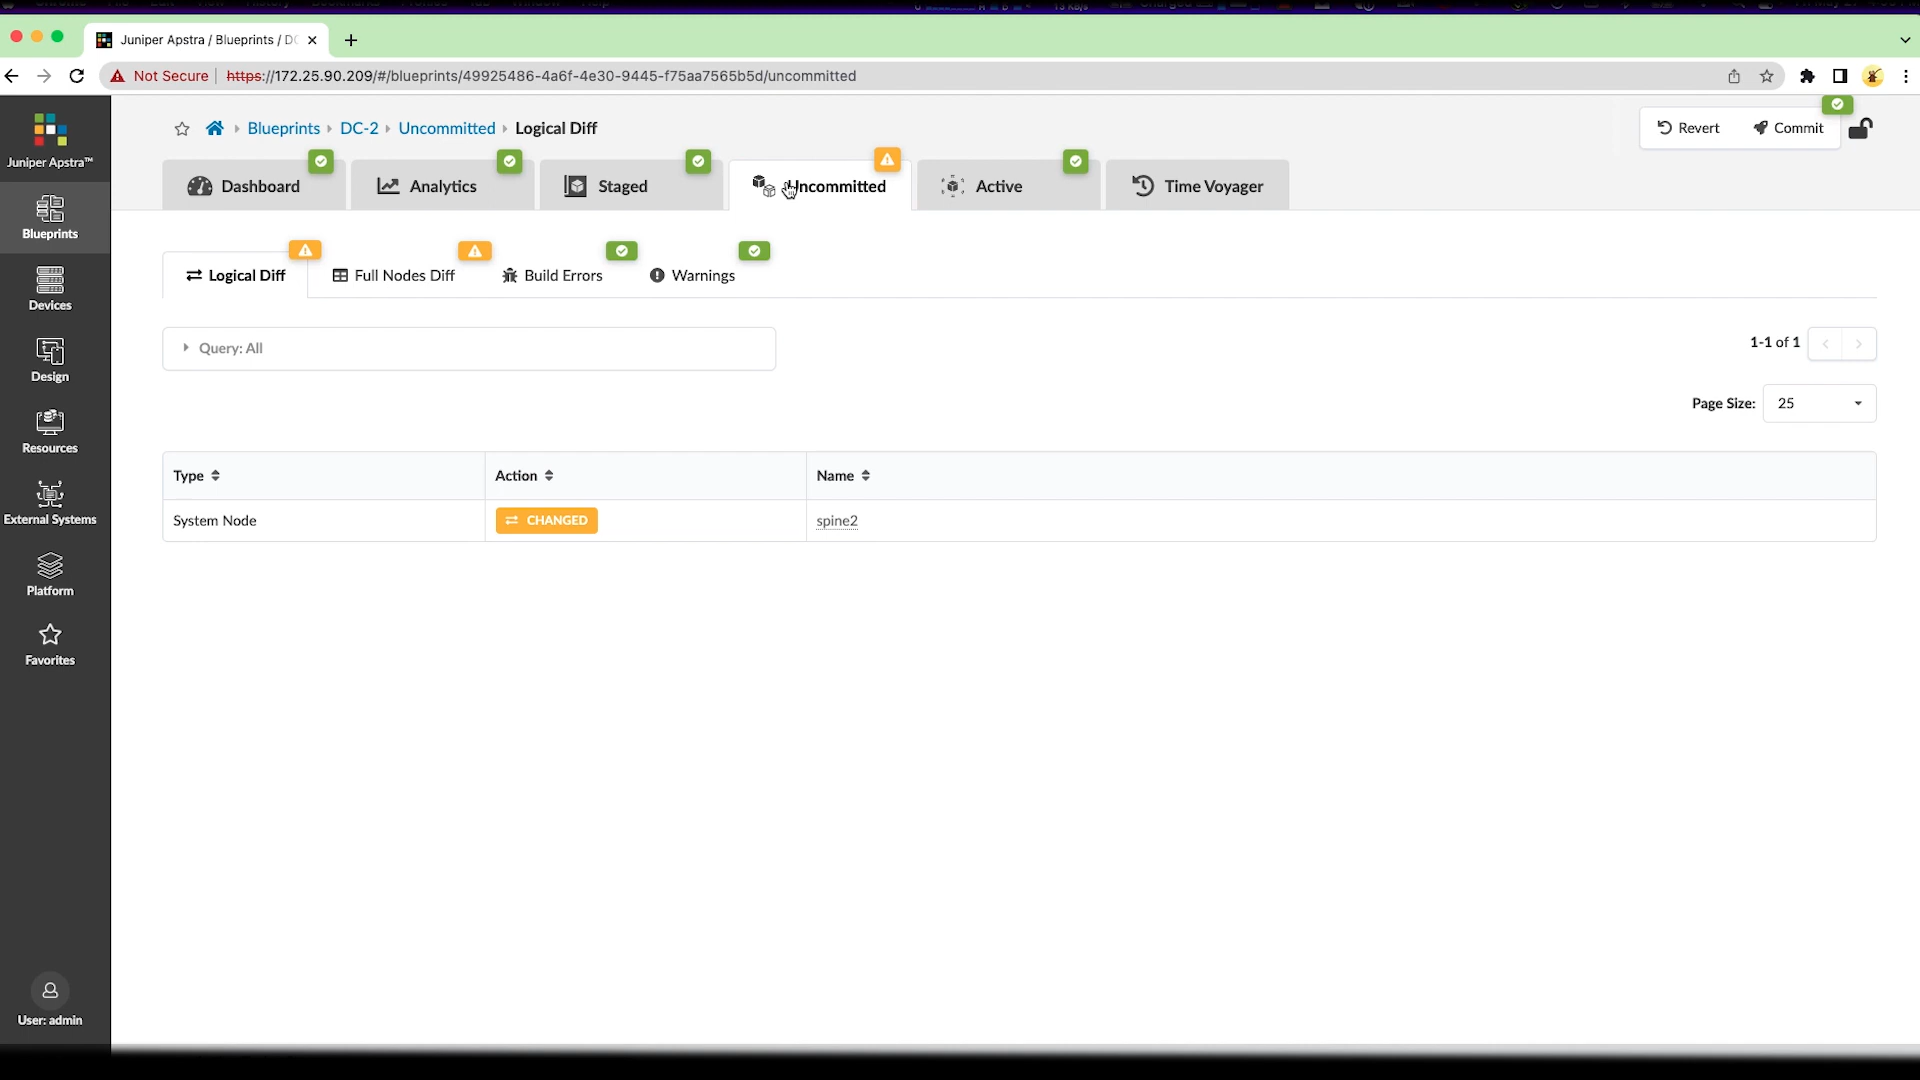 Juniper Apstra / Blueprints / DC
Not Secure https://172.25.90.209/#/blueprints/49925486-4a6f-4e30-9445-f75aa7565b5d/uncommitted
Juniper Apstra™
Blueprints
Devices
Design
Resources
External Systems
Platform
Favorites
User: admin
Blueprints DC-2 Uncommitted Logical Diff
Revert Commit
Dashboard Analytics Staged Uncommitted Active Time Voyager
Logical Diff Full Nodes Diff Build Errors Warnings
Query: All
1-1 of 1
Page Size: 25
Type Action Name
System Node CHANGED spine2